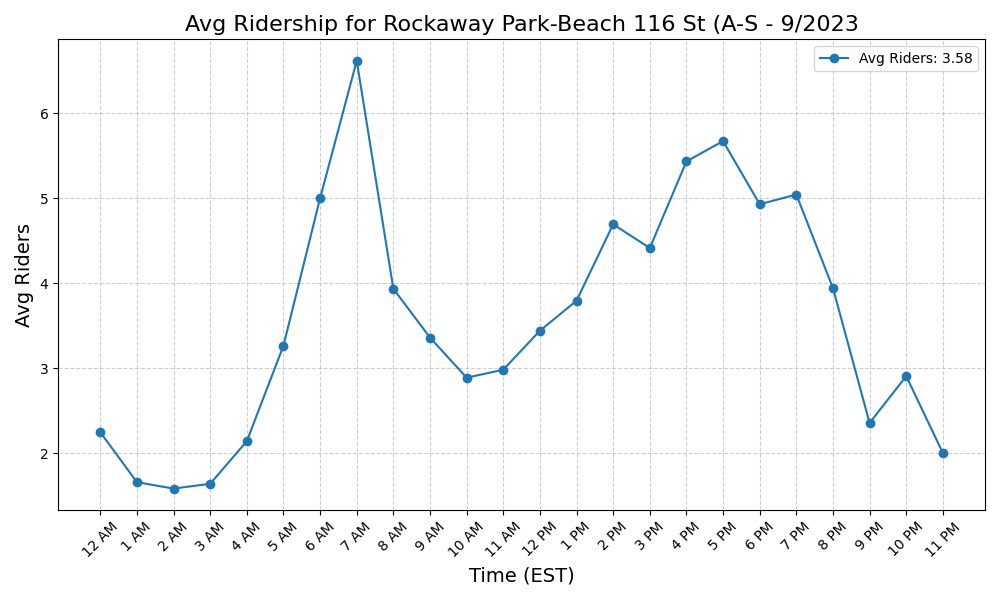 Avg Ridership for Rockaway Park-Beach 116 St (A-S - 9/2023
Avg Riders: 3.58
Avg Riders
6
5
4
3
2
12 AM
1 AM
2 AM
3 AM
4 AM
5 AM
6 AM
7 AM
8 AM
9 AM
10 AM
11 AM
12 PM
1 PM
2 PM
3 PM
4 PM
5 PM
6 PM
7 PM
8 PM
9 PM
10 PM
11 PM
Time (EST)